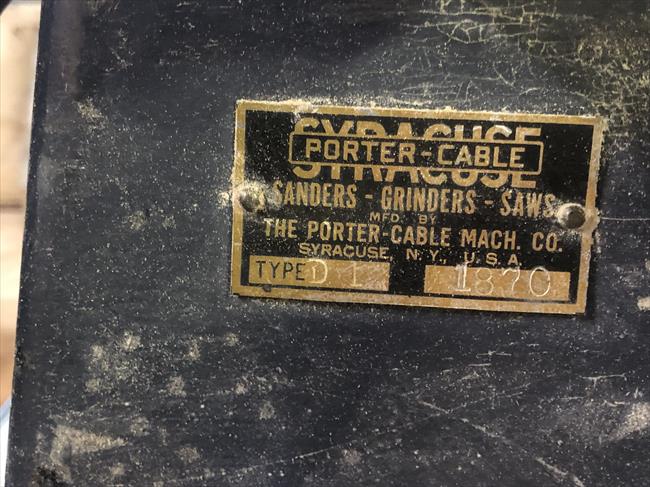 SYRACUSE
PORTER-CABLE
SANDERS - GRINDERS - SAWS
MFD. BY
THE PORTER-CABLE MACH. CO.
SYRACUSE, N.Y., U.S.A.
TYPE D 1 1870